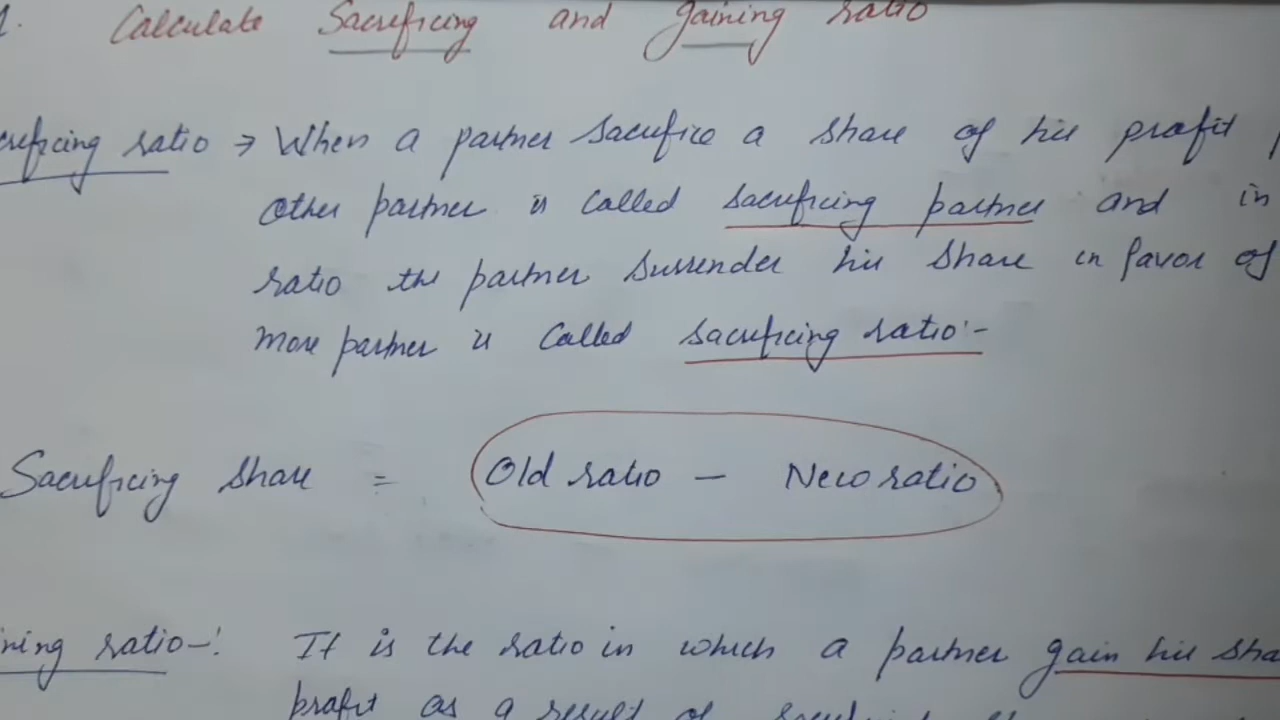 1. Calculate Sacrificing and gaining ratio
crificing ratio → When a partner sacrifice a share of his profit
other partner is called sacrificing partner and in
ratio the partner surrender his share in favor of
more partner is called sacrificing ratio:-
Sacrificing share = Old ratio - New ratio
ining ratio-: It is the ratio in which a partner gain his sha
profit as a result of